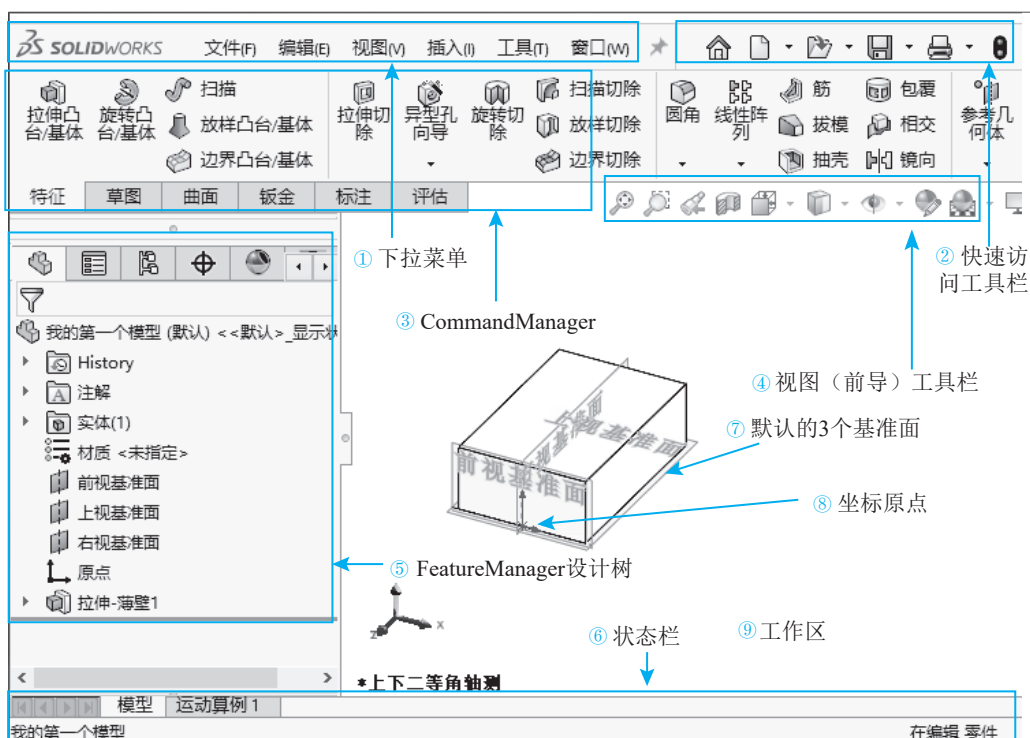 SOLIDWORKS 文件(F) 编辑(E) 视图(V) 插入(I) 工具(T) 窗口(W)
拉伸凸台/基体 旋转凸台/基体 扫描 放样凸台/基体 边界凸台/基体 拉伸切除 异型孔向导 旋转切除 扫描切除 放样切除 边界切除 圆角 线性阵列 筋 拔模 抽壳 包覆 相交 镜向 参考几何体
特征 草图 曲面 钣金 标注 评估
① 下拉菜单
② 快速访
问工具栏
③ CommandManager
④ 视图（前导）工具栏
我的第一个模型 (默认) <<默认>_显示状
History
注解
实体(1)
材质 <未指定>
前视基准面
上视基准面
右视基准面
原点
拉伸-薄壁1
⑦ 默认的3个基准面
前视基准面
⑧ 坐标原点
⑤ FeatureManager设计树
z x
⑥ 状态栏
⑨ 工作区
*上下二等角轴测
模型 运动算例 1
我的第一个模型 在编辑 零件